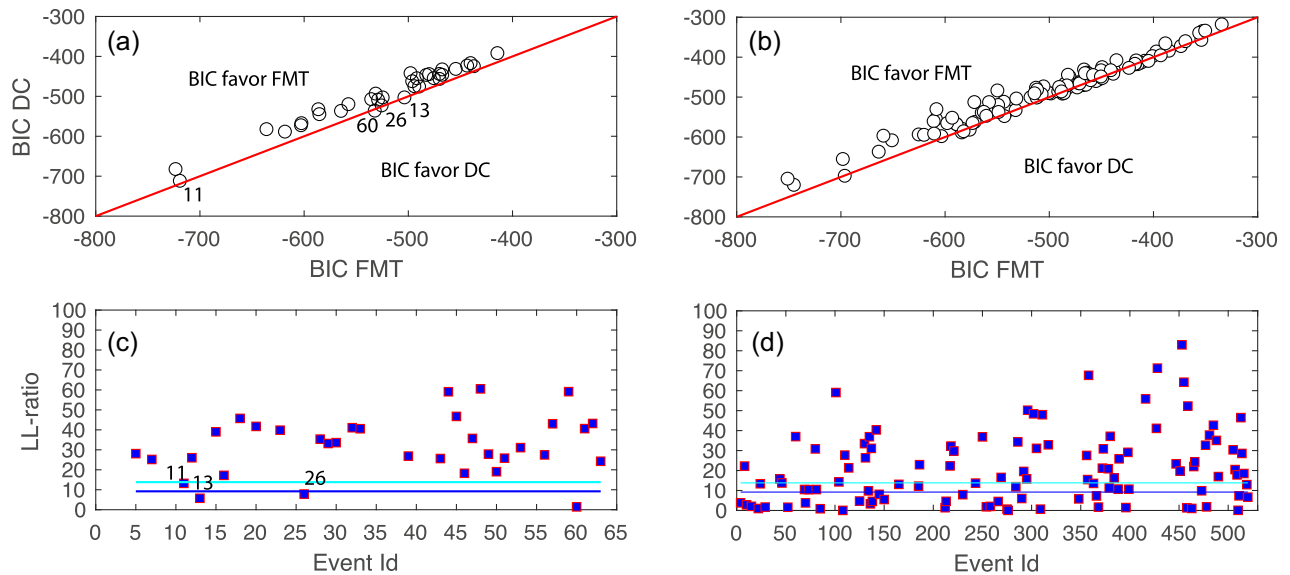 (a)
BIC favor FMT
BIC favor DC
60
26
13
11
-300
-400
-500
-600
-700
-800
-800 -700 -600 -500 -400 -300
BIC DC
BIC FMT
(b)
BIC favor FMT
BIC favor DC
-300
-400
-500
-600
-700
-800
-800 -700 -600 -500 -400 -300
BIC FMT
(c)
11
13
26
100
90
80
70
60
50
40
30
20
10
0
0 5 10 15 20 25 30 35 40 45 50 55 60 65
LL-ratio
Event Id
(d)
100
90
80
70
60
50
40
30
20
10
0
0 50 100 150 200 250 300 350 400 450 500
Event Id